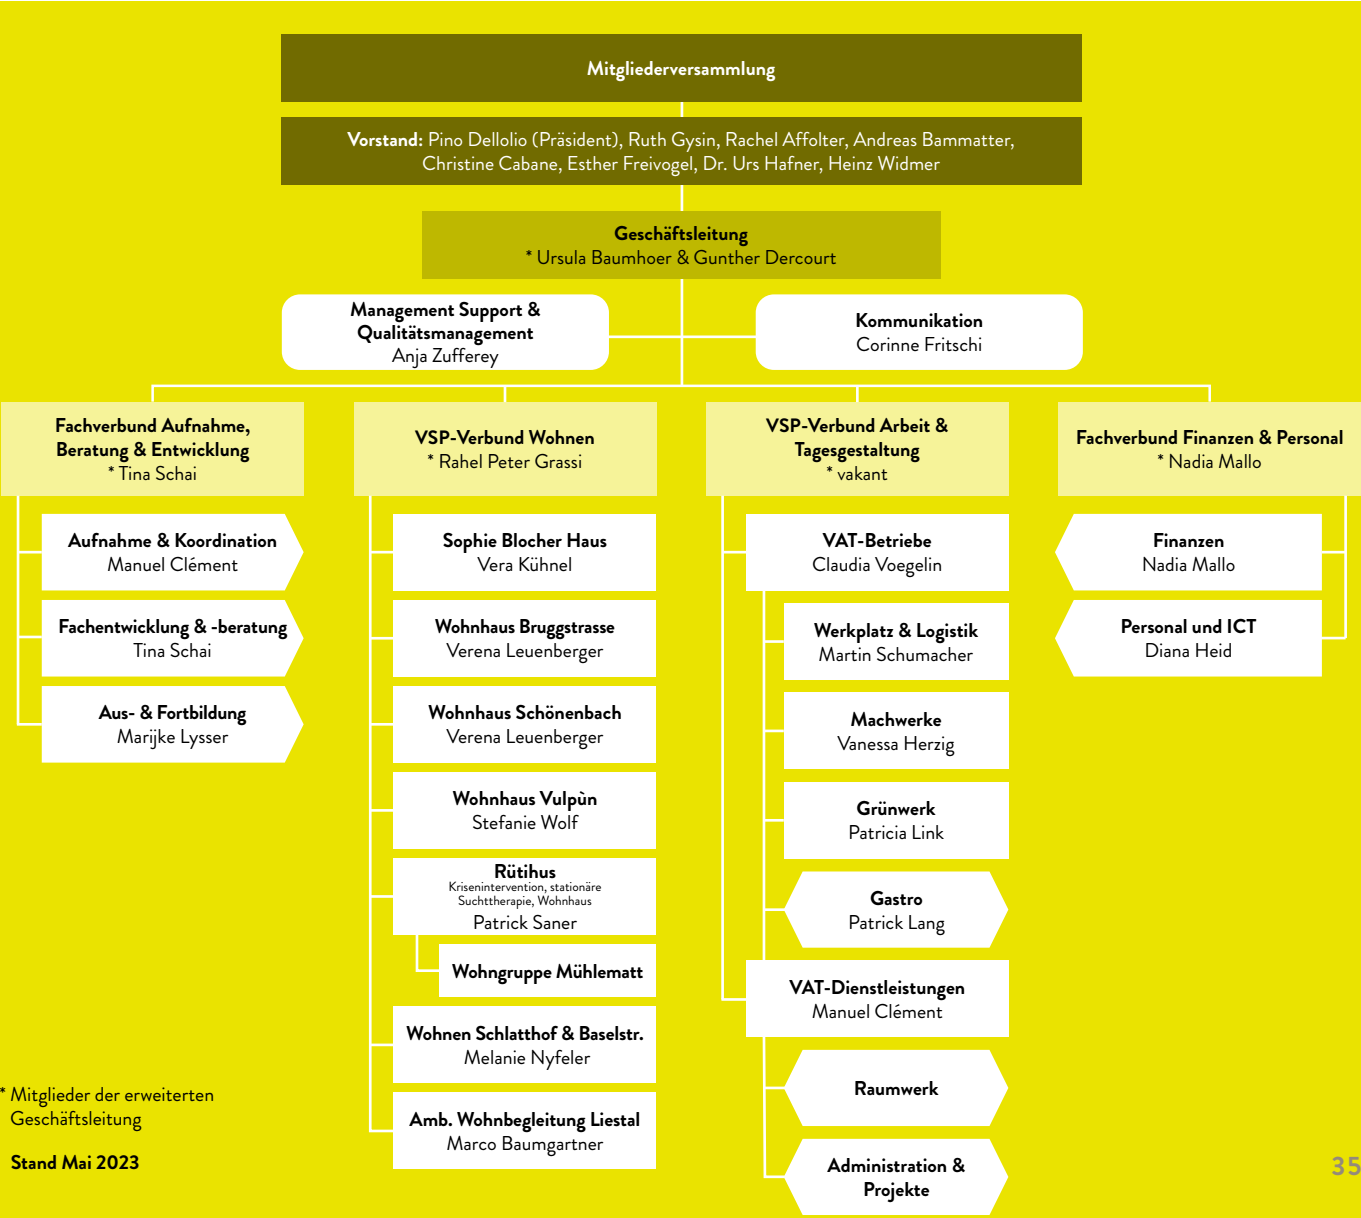 Mitgliederversammlung
Vorstand: Pino Dellolio (Präsident), Ruth Gysin, Rachel Affolter, Andreas Bammatter,
Christine Cabane, Esther Freivogel, Dr. Urs Hafner, Heinz Widmer
Geschäftsleitung
* Ursula Baumhoer & Gunther Dercourt
Management Support &
Qualitätsmanagement
Anja Zufferey
Kommunikation
Corinne Fritschi
Fachverbund Aufnahme,
Beratung & Entwicklung
* Tina Schai
Aufnahme & Koordination
Manuel Clément
Fachentwicklung & -beratung
Tina Schai
Aus- & Fortbildung
Marijke Lysser
VSP-Verbund Wohnen
* Rahel Peter Grassi
Sophie Blocher Haus
Vera Kühnel
Wohnhaus Bruggstrasse
Verena Leuenberger
Wohnhaus Schönenbach
Verena Leuenberger
Wohnhaus Vulpùn
Stefanie Wolf
Rütihus
Krisenintervention, stationäre
Suchttherapie, Wohnhaus
Patrick Saner
Wohngruppe Mühlematt
Wohnen Schlatthof & Baselstr.
Melanie Nyfeler
Amb. Wohnbegleitung Liestal
Marco Baumgartner
VSP-Verbund Arbeit &
Tagesgestaltung
* vakant
VAT-Betriebe
Claudia Voegelin
Werkplatz & Logistik
Martin Schumacher
Machwerke
Vanessa Herzig
Grünwerk
Patricia Link
Gastro
Patrick Lang
VAT-Dienstleistungen
Manuel Clément
Raumwerk
Administration &
Projekte
Fachverbund Finanzen & Personal
* Nadia Mallo
Finanzen
Nadia Mallo
Personal und ICT
Diana Heid
* Mitglieder der erweiterten
Geschäftsleitung
Stand Mai 2023
35